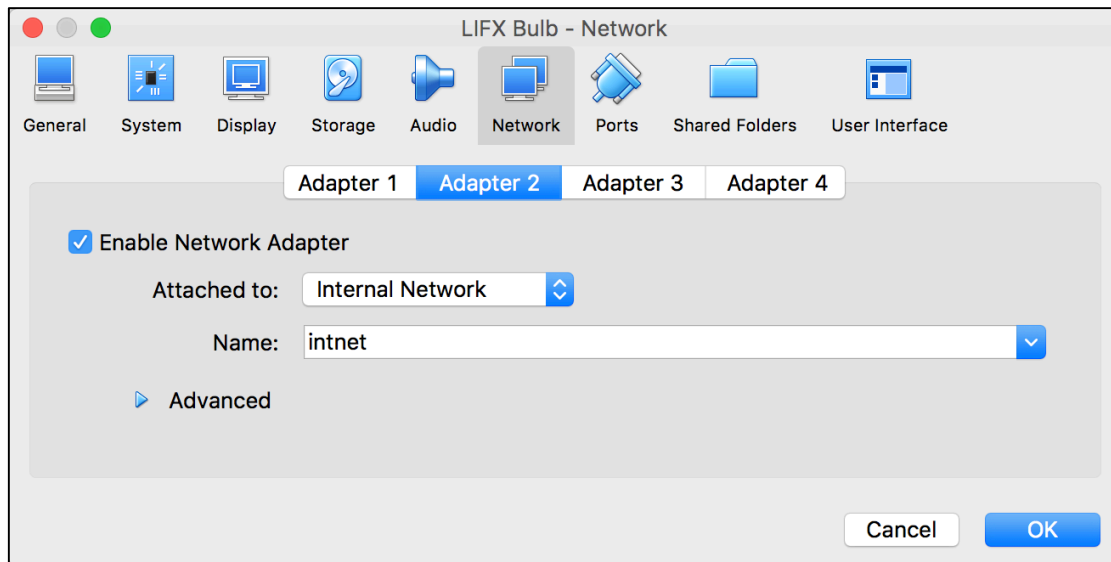 LIFX Bulb - Network
General System Display Storage Audio Network Ports Shared Folders User Interface
Adapter 1 Adapter 2 Adapter 3 Adapter 4
Enable Network Adapter
Attached to: Internal Network
Name: intnet
Advanced
Cancel OK